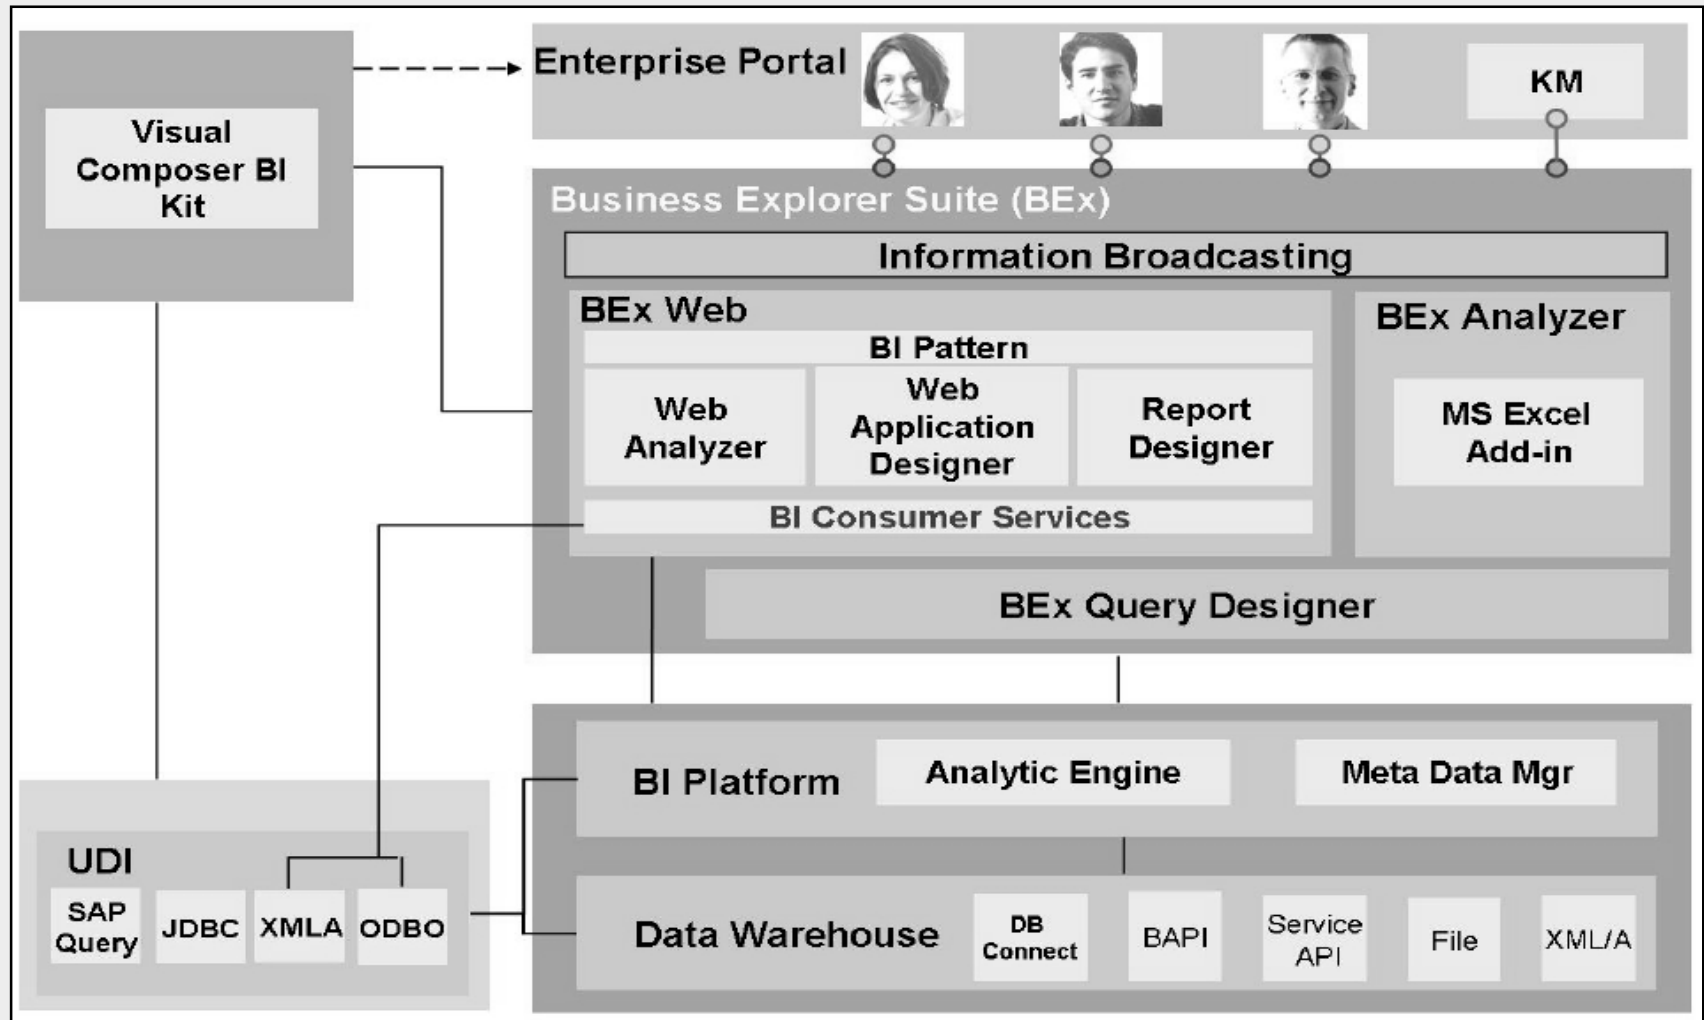 Enterprise Portal
KM
Visual
Composer BI
Kit
Business Explorer Suite (BEx)
Information Broadcasting
BEx Web
BI Pattern
Web
Analyzer
Web
Application
Designer
Report
Designer
BI Consumer Services
BEx Analyzer
MS Excel
Add-in
BEx Query Designer
BI Platform
Analytic Engine
Meta Data Mgr
UDI
SAP
Query
JDBC
XMLA
ODBO
Data Warehouse
DB
Connect
BAPI
Service
API
File
XML/A